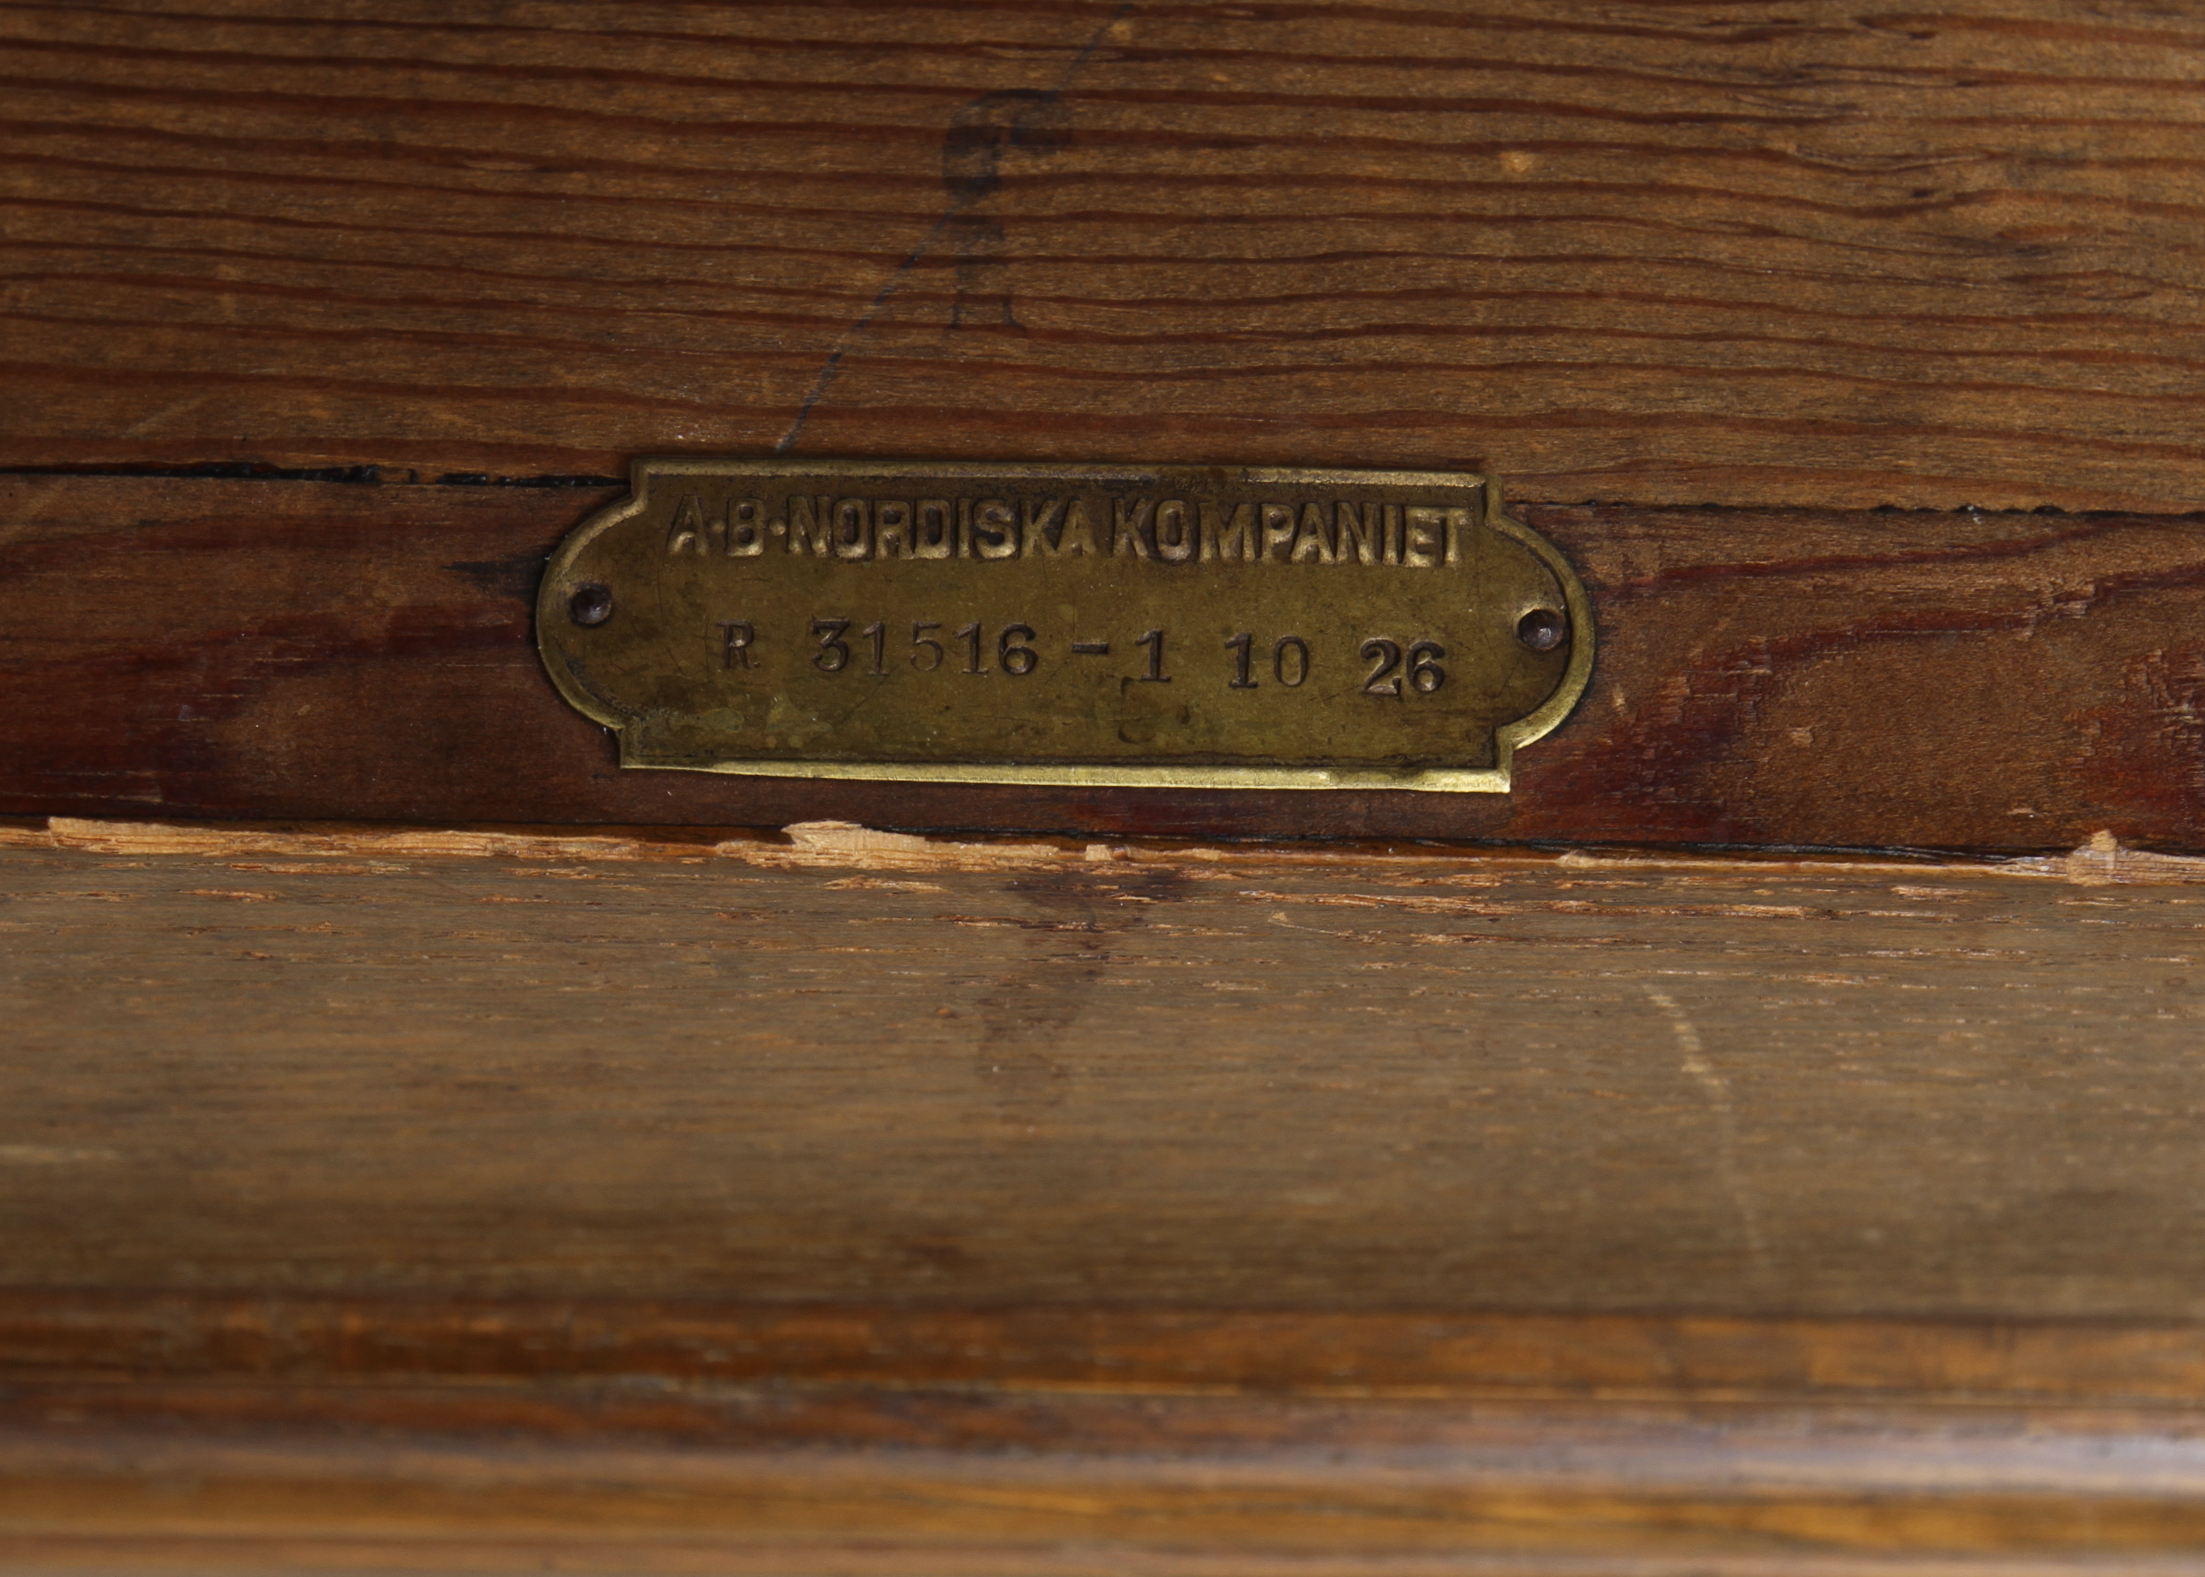 A·B·NORDISKA KOMPANIET
R 31516 - 1 10 26